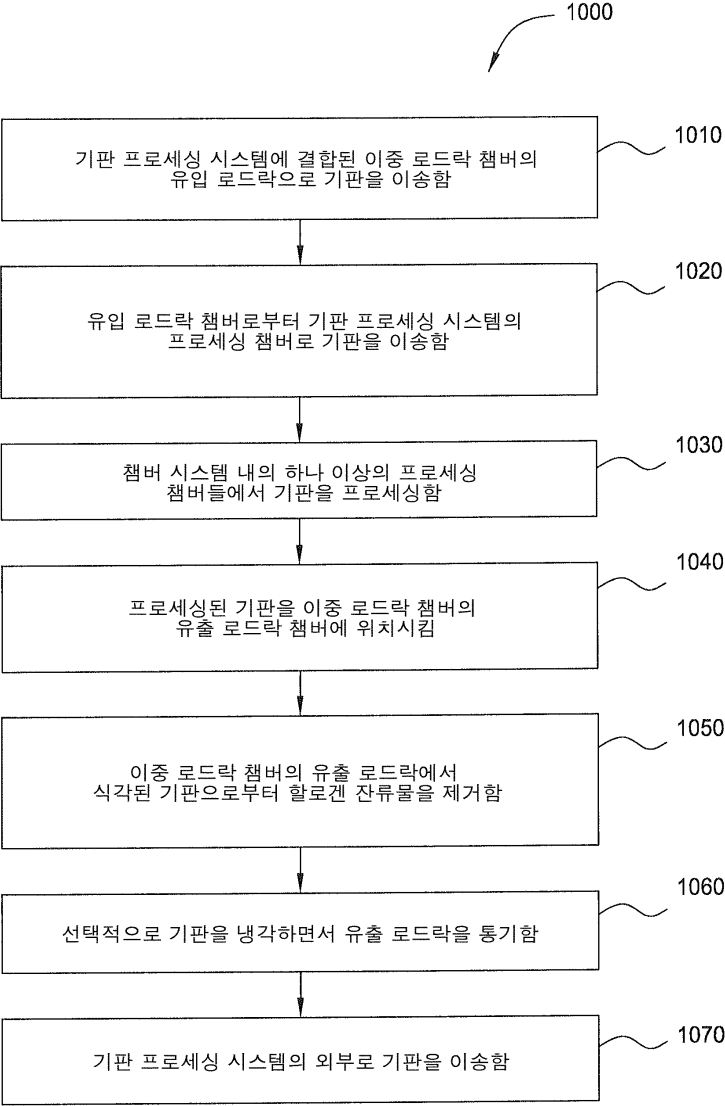 1000
기판 프로세싱 시스템에 결합된 이중 로드락 챔버의
유입 로드락으로 기판을 이송함
1010
유입 로드락 챔버로부터 기판 프로세싱 시스템의
프로세싱 챔버로 기판을 이송함
1020
챔버 시스템 내의 하나 이상의 프로세싱
챔버들에서 기판을 프로세싱함
1030
프로세싱된 기판을 이중 로드락 챔버의
유출 로드락 챔버에 위치시킴
1040
이중 로드락 챔버의 유출 로드락에서
식각된 기판으로부터 할로겐 잔류물을 제거함
1050
선택적으로 기판을 냉각하면서 유출 로드락을 통기함
1060
기판 프로세싱 시스템의 외부로 기판을 이송함
1070